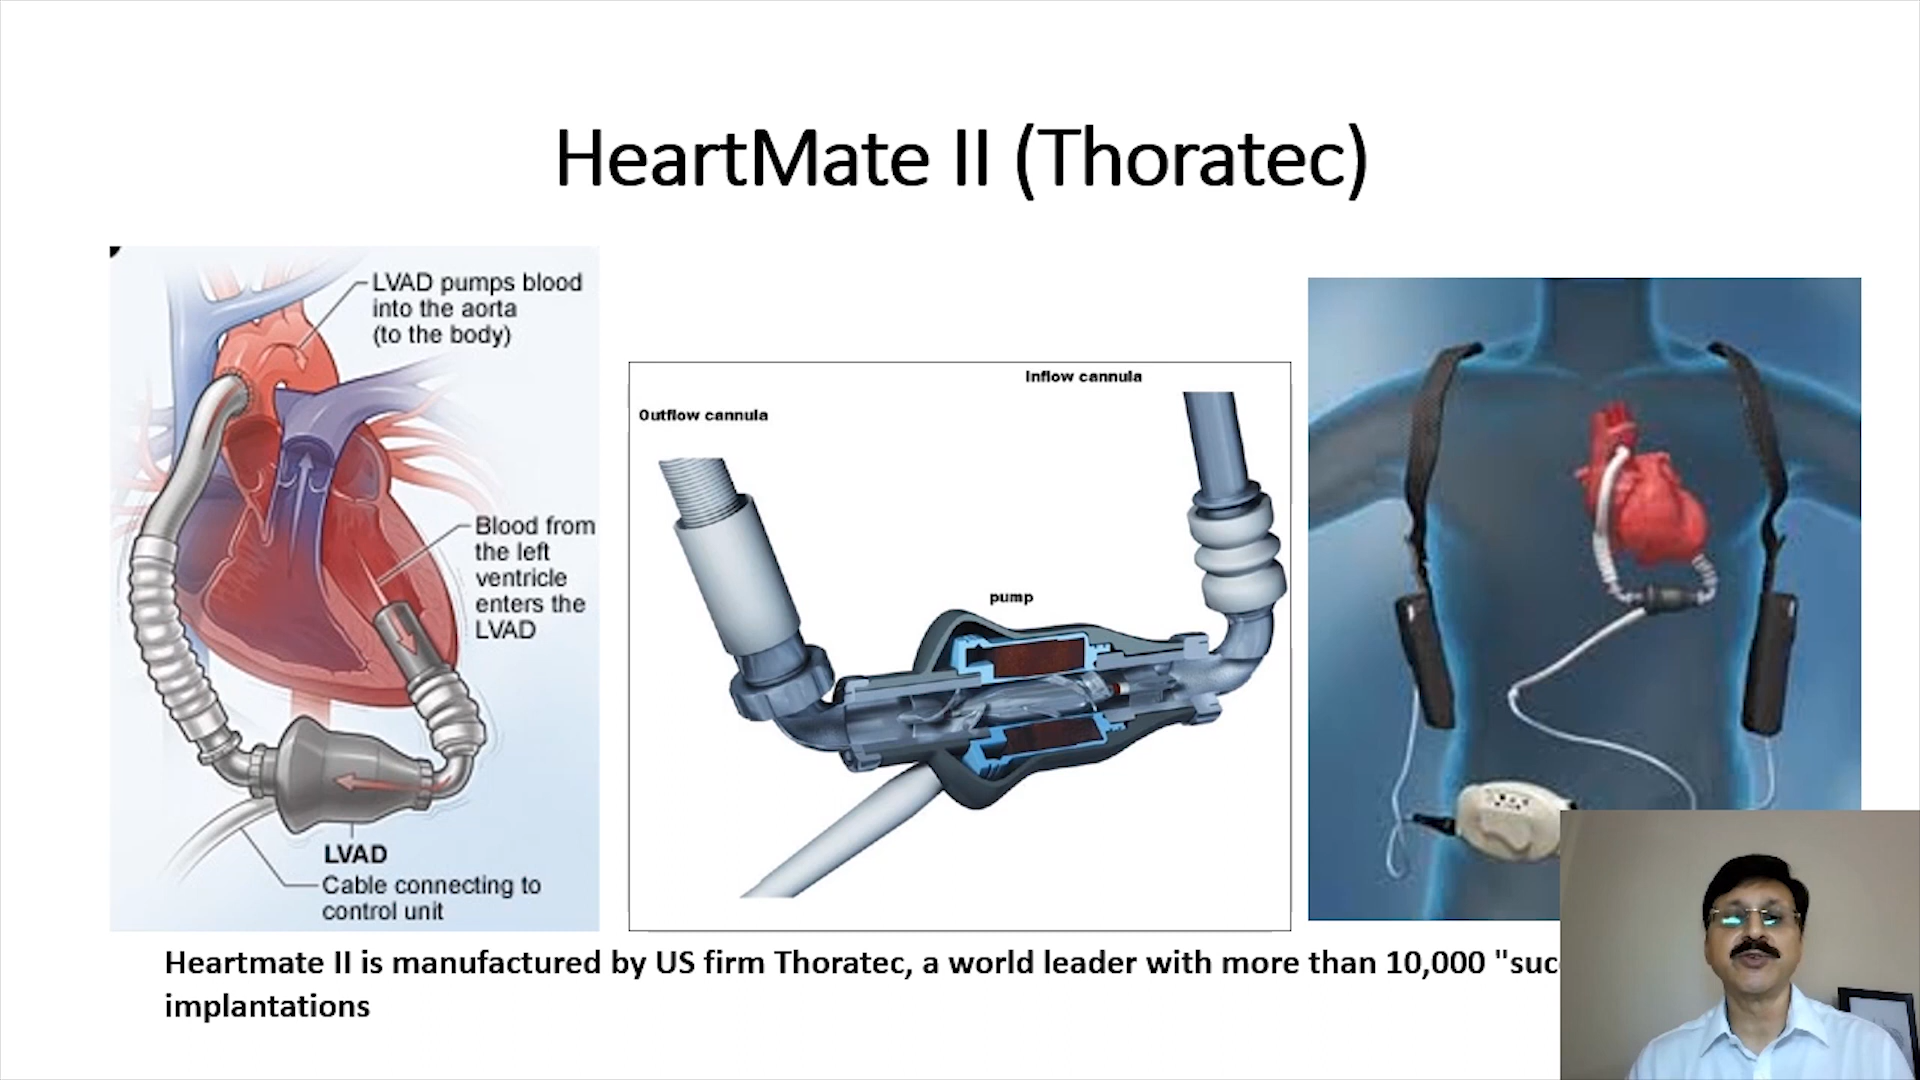 HeartMate II (Thoratec)
LVAD pumps blood
into the aorta
(to the body)
Blood from
the left
ventricle
enters the
LVAD
LVAD
Cable connecting to
control unit
Outflow cannula
Inflow cannula
pump
Heartmate II is manufactured by US firm Thoratec, a world leader with more than 10,000
implantations